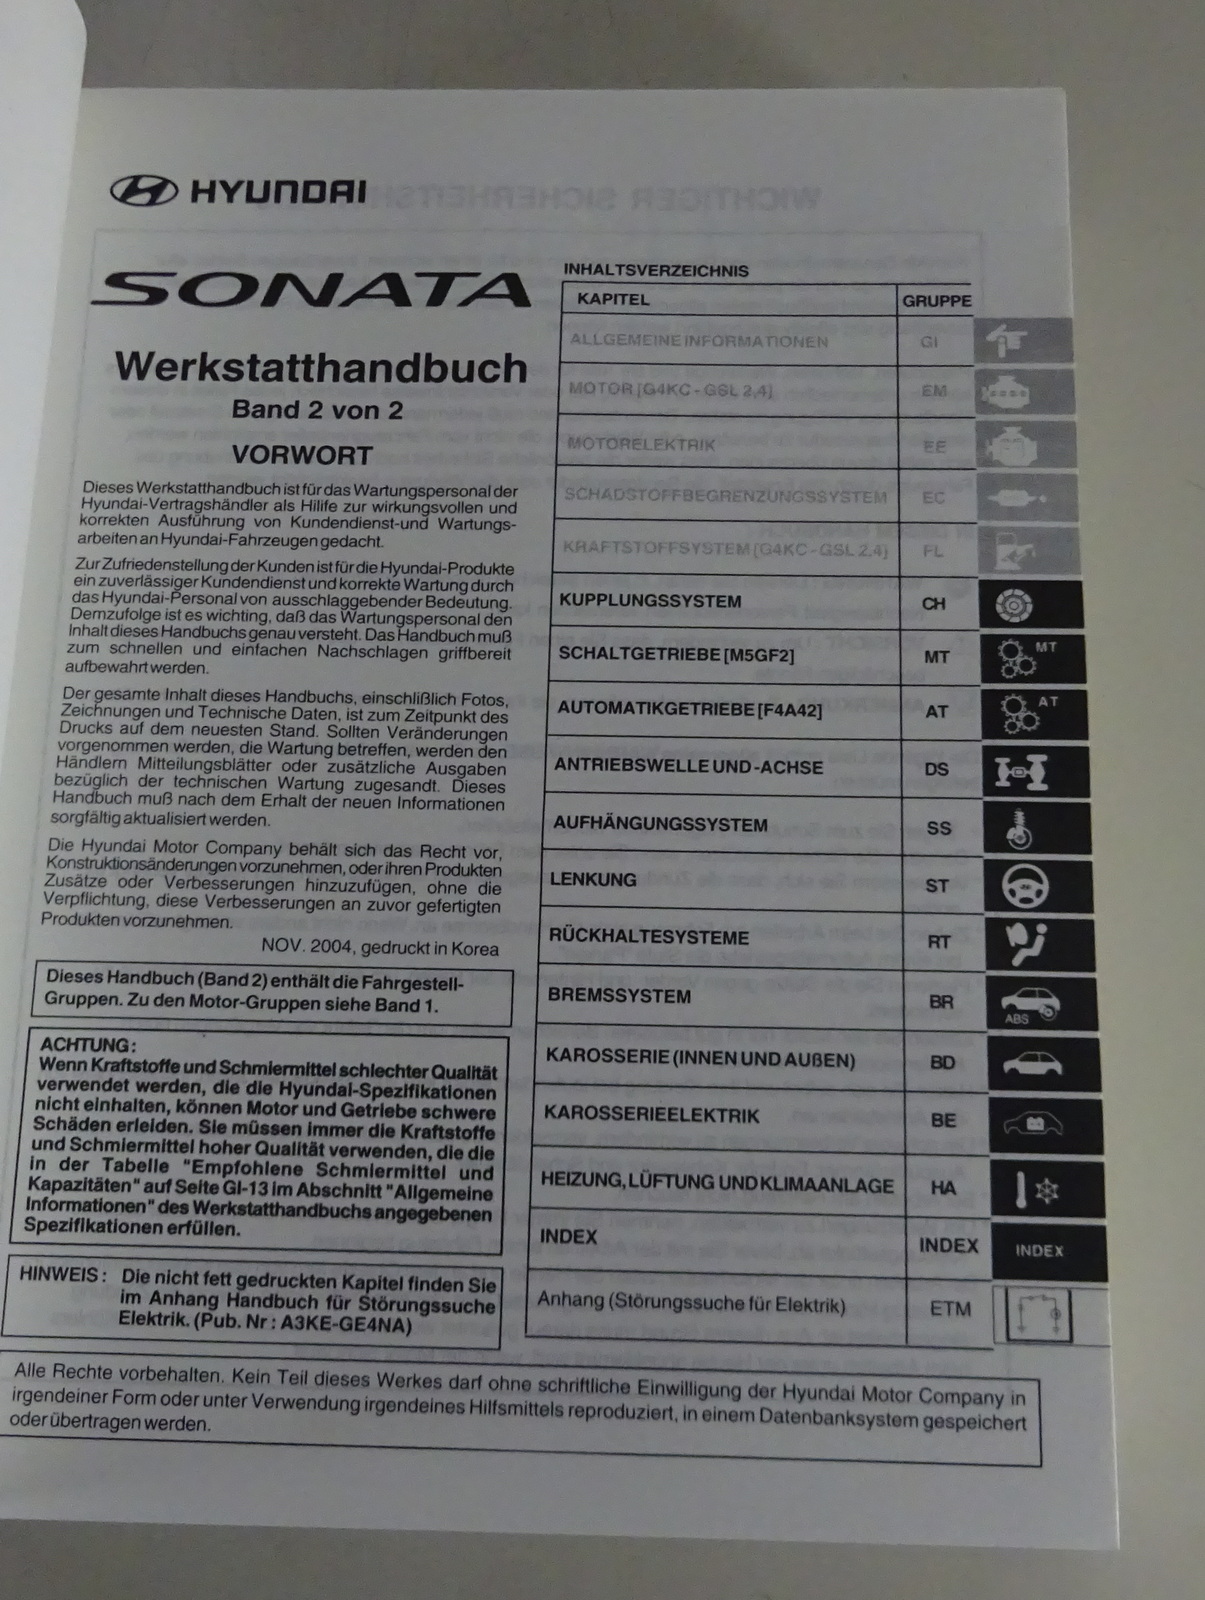 HYUNDAI
SONATA
Werkstatthandbuch
Band 2 von 2
VORWORT
Dieses Werkstatthandbuch ist für das Wartungspersonal der
Hyundai-Vertragshändler als Hilife zur wirkungsvollen und
korrekten Ausführung von Kundendienst-und Wartungs-
arbeiten an Hyundai-Fahrzeugen gedacht.
Zur Zufriedenstellung der Kunden ist für die Hyundai-Produkte
ein zuverlässiger Kundendienst und korrekte Wartung durch
das Hyundai-Personal von ausschlaggebender Bedeutung.
Demzufolge ist es wichting, daß das Wartungspersonal den
Inhalt dieses Handbuchs genau versteht. Das Handbuch muß
zum schnellen und einfachen Nachschlagen griffbereit
aufbewahrt werden.
Der gesamte Inhalt dieses Handbuchs, einschlißlich Fotos,
Zeichnungen und Technische Daten, ist zum Zeitpunkt des
Drucks auf dem neuesten Stand. Sollten Veränderungen
vorgenommen werden, die Wartung betreffen, werden den
Händlern Mitteilungsblätter oder zusätzliche Ausgaben
bezüglich der technischen Wartung zugesandt. Dieses
Handbuch muß nach dem Erhalt der neuen Informationen
sorgfältig aktualisiert werden.
Die Hyundai Motor Company behält sich das Recht vor,
Konstruktionsänderungen vorzunehmen, oder ihren Produkten
Zusätze oder Verbesserungen hinzuzufügen, ohne die
Verpflichtung, diese Verbesserungen an zuvor gefertigten
Produkten vorzunehmen.
NOV. 2004, gedruckt in Korea
Dieses Handbuch (Band 2) enthält die Fahrgestell-
Gruppen. Zu den Motor-Gruppen siehe Band 1.
ACHTUNG:
Wenn Kraftstoffe und Schmiermittel schlechter Qualität
verwendet werden, die die Hyundai-Spezifikationen
nicht einhalten, können Motor und Getriebe schwere
Schäden erleiden. Sie müssen immer die Kraftstoffe
und Schmiermittel hoher Qualität verwenden, die die
in der Tabelle "Empfohlene Schmiermittel und
Kapazitäten" auf Seite GI-13 im Abschnitt "Allgemeine
Informationen" des Werkstatthandbuchs angegebenen
Spezifikationen erfüllen.
HINWEIS: Die nicht fett gedruckten Kapitel finden Sie
im Anhang Handbuch für Störungssuche
Elektrik. (Pub. Nr : A3KE-GE4NA)
INHALTSVERZEICHNIS
KAPITEL GRUPPE
ALLGEMEINE INFORMATIONEN GI
MOTOR [G4KC - GSL 2,4] EM
MOTORELEKTRIK EE
SCHADSTOFFBEGRENZUNGSSYSTEM EC
KRAFTSTOFFSYSTEM [G4KC - GSL 2,4] FL
KUPPLUNGSSYSTEM CH
SCHALTGETRIEBE [M5GF2] MT MT
AUTOMATIKGETRIEBE [F4A42] AT AT
ANTRIEBSWELLE UND -ACHSE DS
AUFHÄNGUNGSSYSTEM SS
LENKUNG ST
RÜCKHALTESYSTEME RT
BREMSSYSTEM BR ABS
KAROSSERIE (INNEN UND AUßEN) BD
KAROSSERIEELEKTRIK BE
HEIZUNG, LÜFTUNG UND KLIMAANLAGE HA
INDEX INDEX INDEX
Anhang (Störungssuche für Elektrik) ETM
Alle Rechte vorbehalten. Kein Teil dieses Werkes darf ohne schriftliche Einwilligung der Hyundai Motor Company in
irgendeiner Form oder unter Verwendung irgendeines Hilfsmittels reproduziert, in einem Datenbanksystem gespeichert
oder übertragen werden.